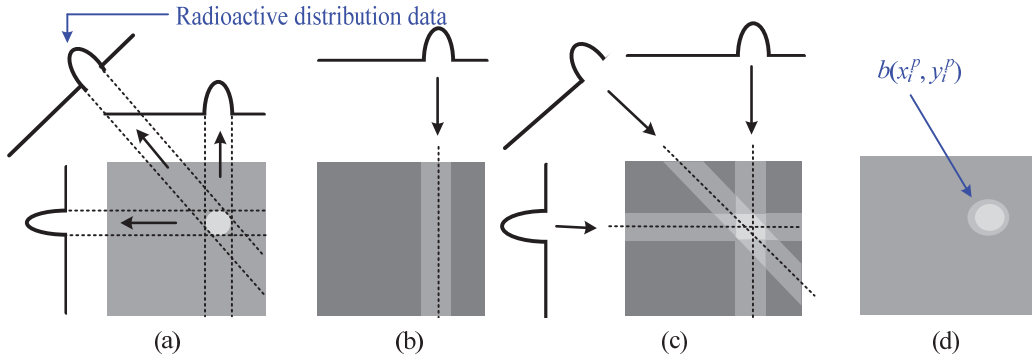 Radioactive distribution data
b(x_i^p, y_i^p)
(a)
(b)
(c)
(d)